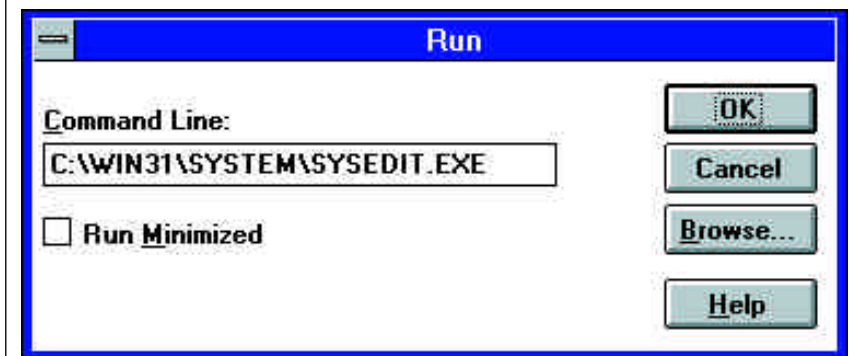 Run
Command Line:
C:\WIN31\SYSTEM\SYSEDIT.EXE
Run Minimized
OK
Cancel
Browse...
Help